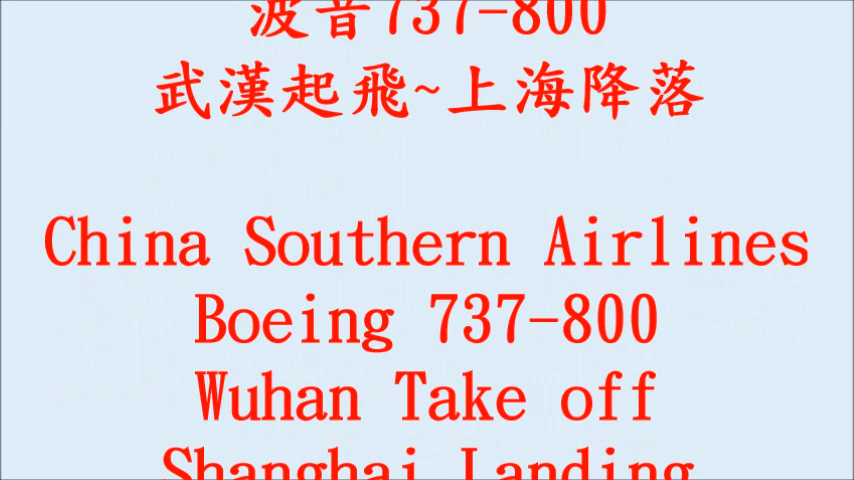 波音737-800
武漢起飛~上海降落
China Southern Airlines
Boeing 737-800
Wuhan Take off
Shanghai Landing